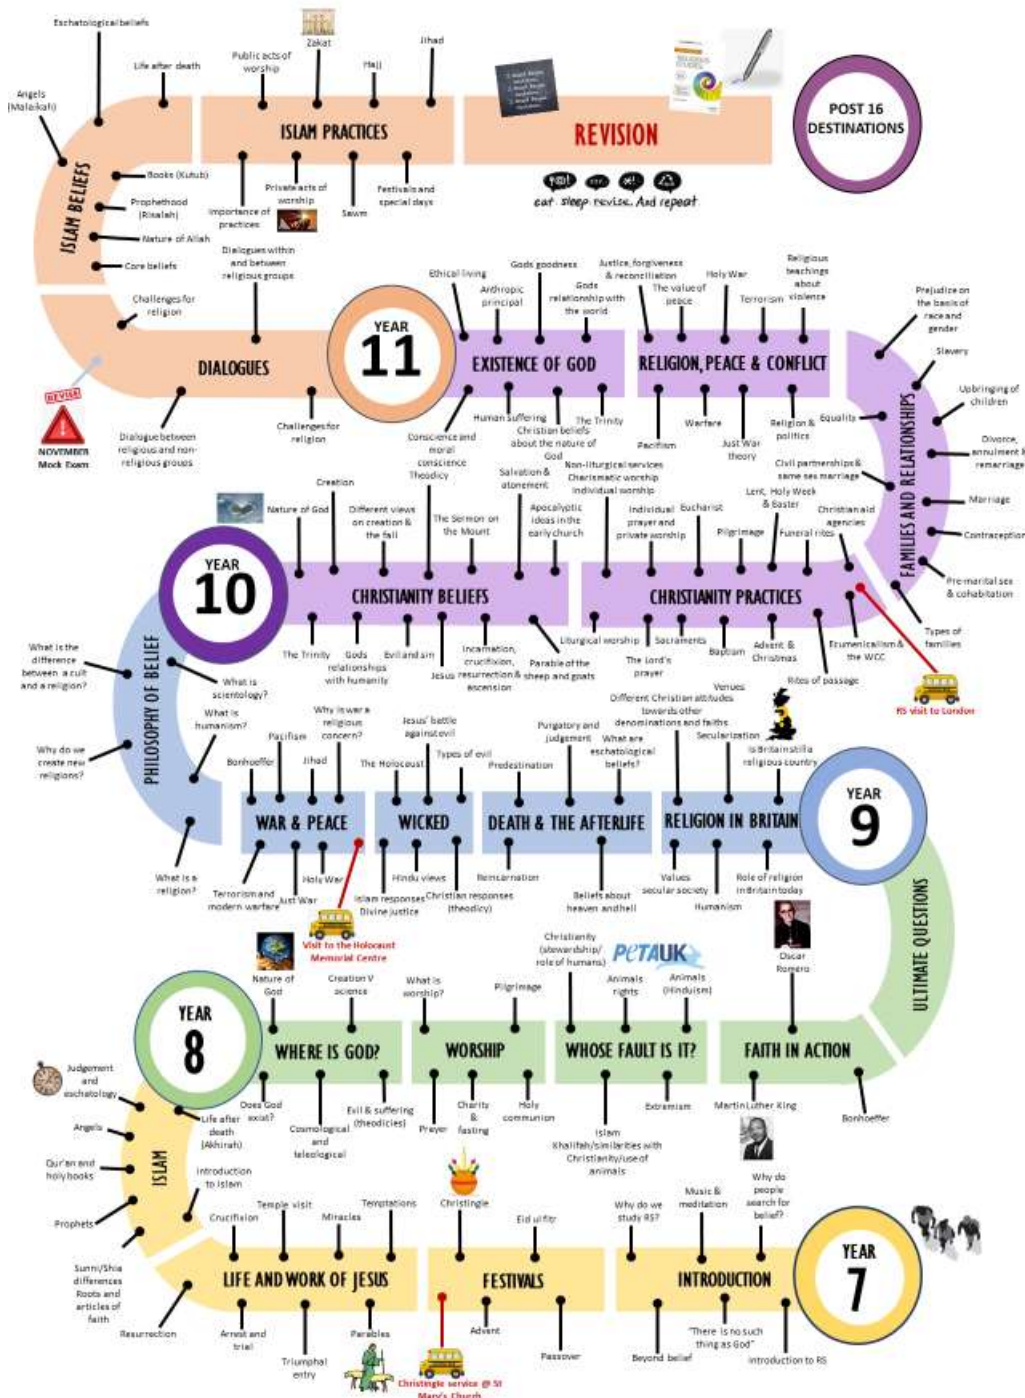 Eschatological beliefs
Life after death
Angels
(Malaikah)
Public acts of
worship
Zakat
Hajj
Jihad
ISLAM PRACTICES
REVISION
POST 16
DESTINATIONS
eat. sleep. revise. And repeat.
ISLAM BELIEFS
Books (Kutub)
Prophethood
(Risalah)
Nature of Allah
Core beliefs
Importance of
practices
Private acts of
worship
Sawm
Festivals and
special days
Challenges for
religion
Dialogues within
and between
religious groups
DIALOGUES
REVISE
NOVEMBER
Mock Exam
Dialogue between
religious and non-
religious groups
Challenges for
religion
YEAR
11
Ethical living
Anthropic
principal
Gods goodness
Gods
relationship with
the world
EXISTENCE OF GOD
Conscience and
moral
conscience
Human suffering
Christian beliefs
about the nature of
God
The Trinity
Justice, forgiveness
& reconciliation
The value of
peace
Holy War
Terrorism
Religious
teachings
about
violence
RELIGION, PEACE & CONFLICT
Pacifism
Warfare
Just War
theory
Religion &
politics
Prejudice on
the basis of
race and
gender
Slavery
Upbringing of
children
Equality
Divorce,
annulment &
remarriage
Civil partnerships &
same sex marriage
Marriage
Contraception
Pre-marital sex
& cohabitation
Types of
families
FAMILIES AND RELATIONSHIPS
Nature of God
Creation
Different views
on creation &
the fall
Theodicy
The Sermon on
the Mount
Salvation &
atonement
Apocalyptic
ideas in the
early church
YEAR
10
CHRISTIANITY BELIEFS
The Trinity
Gods
relationships
with humanity
Evil and sin
Jesus
Incarnation,
crucifixion,
resurrection &
ascension
Parable of the
sheep and goats
Non-liturgical services
Charismatic worship
Individual worship
Individual
prayer and
private worship
Eucharist
Pilgrimage
Lent, Holy Week
& Easter
Funeral rites
Christian aid
agencies
CHRISTIANITY PRACTICES
Liturgical worship
The Lord's
prayer
Sacraments
Baptism
Advent &
Christmas
Rites of passage
Ecumenicalism &
the WCC
RS visit to London
PHILOSOPHY OF BELIEF
What is the
difference
between a cult
and a religion?
What is
scientology?
What is
humanism?
Why do we
create new
religions?
What is a
religion?
Bonhoeffer
Pacifism
Jihad
Why is war a
religious
concern?
WAR & PEACE
Terrorism and
modern warfare
Just War
Holy War
Visit to the Holocaust
Memorial Centre
The Holocaust
Jesus' battle
against evil
Types of evil
WICKED
Islam responses
Divine justice
Hindu views
Christian responses
(theodicy)
Predestination
Purgatory and
judgement
What are
eschatological
beliefs?
DEATH & THE AFTERLIFE
Reincarnation
Beliefs about
heaven and hell
Venues
Different Christian attitudes
towards other
denominations and faiths
Secularization
Is Britain still a
religious country
RELIGION IN BRITAIN
Values
secular society
Humanism
Role of religion
in Britain today
YEAR
9
ULTIMATE QUESTIONS
Nature of
God
Creation V
science
YEAR
8
WHERE IS GOD?
Does God
exist?
Cosmological
and
teleological
Evil & suffering
(theodicies)
What is
worship?
Pilgrimage
WORSHIP
Prayer
Charity
&
fasting
Holy
communion
Christianity
(stewardship/
role of humans)
PETA UK
Animals
rights
Animals
(Hinduism)
WHOSE FAULT IS IT?
Islam
Khalifah/similarities with
Christianity/use of
animals
Extremism
Oscar
Romero
FAITH IN ACTION
Martin Luther King
Bonhoeffer
Judgement
and
eschatology
Life after
death
(Akhirah)
Angels
Qur'an and
holy books
Introduction
to Islam
Prophets
Sunni/Shia
differences
Roots and
articles of
faith
ISLAM
Crucifixion
Temple visit
Miracles
Temptations
LIFE AND WORK OF JESUS
Resurrection
Arrest and
trial
Triumphal
entry
Parables
Christingle
Eid ul fitr
FESTIVALS
Advent
Passover
Christingle service @ St
Mary's Church
Why do we
study RS?
Music &
meditation
Why do
people
search for
belief?
INTRODUCTION
Beyond belief
"There is no such
thing as God"
Introduction to RS
YEAR
7